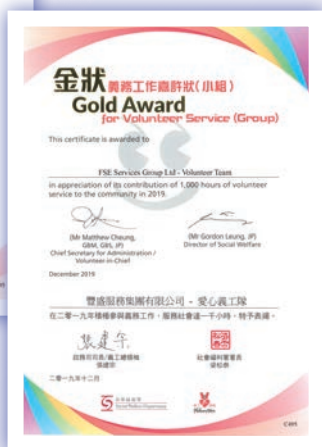 金狀義務工作嘉許狀(小組)
Gold Award
for Volunteer Service (Group)
This certificate is awarded to
FSE Services Group Ltd - Volunteer Team
in appreciation of its contribution of 1,000 hours of volunteer
service to the community in 2019.
(Mr Matthew Cheung,
GBM, GBS, JP)
Chief Secretary for Administration /
Volunteer-in-Chief
(Mr Gordon Leung, JP)
Director of Social Welfare
December 2019
豐盛服務集團有限公司 - 愛心義工隊
在二零一九年積極參與義務工作,服務社會達一千小時,特予表揚。
張建宗
政務司司長/義工總領袖
張建宗
社會福利署署長
梁松泰
二零一九年十二月
社會福利署
Social Welfare Department